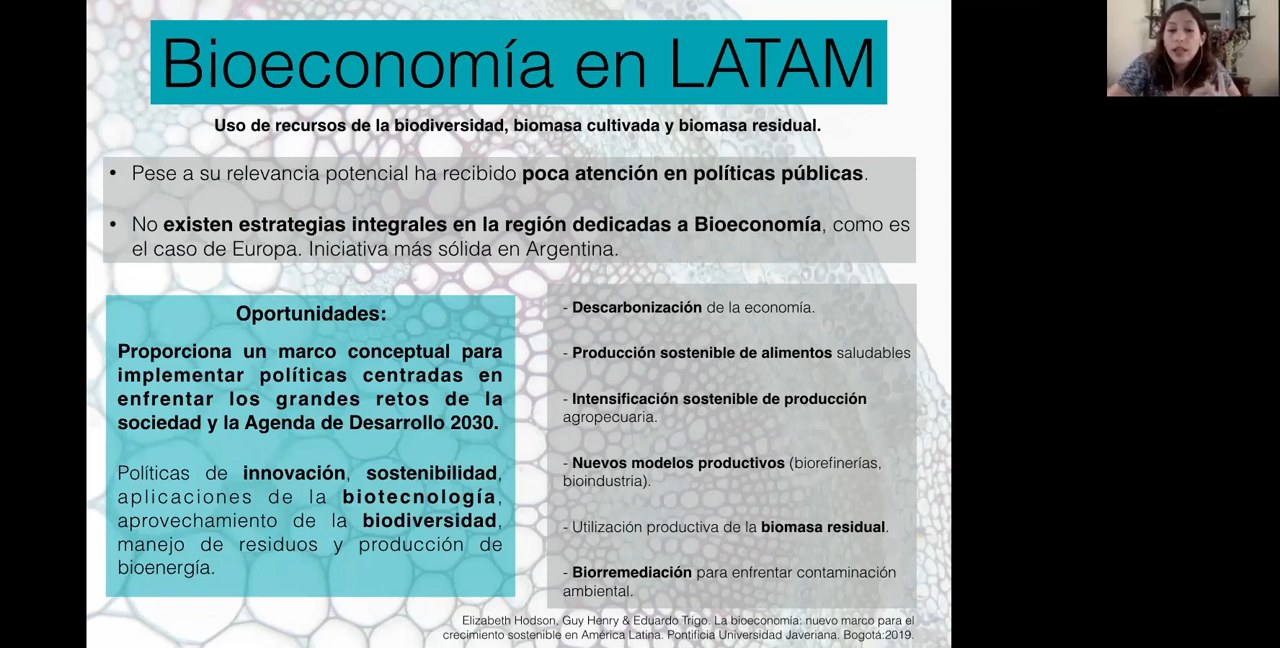 Bioeconomía en LATAM
Uso de recursos de la biodiversidad, biomasa cultivada y biomasa residual.
• Pese a su relevancia potencial ha recibido poca atención en políticas públicas.
• No existen estrategias integrales en la región dedicadas a Bioeconomía, como es
el caso de Europa. Iniciativa más sólida en Argentina.
Oportunidades:
Proporciona un marco conceptual para
implementar políticas centradas en
enfrentar los grandes retos de la
sociedad y la Agenda de Desarrollo 2030.
Políticas de innovación, sostenibilidad,
aplicaciones de la biotecnología,
aprovechamiento de la biodiversidad,
manejo de residuos y producción de
bioenergía.
- Descarbonización de la economía.
- Producción sostenible de alimentos saludables
- Intensificación sostenible de producción
agropecuaria.
- Nuevos modelos productivos (biorefinerías,
bioindustria).
- Utilización productiva de la biomasa residual.
- Biorremediación para enfrentar contaminación
ambiental.
Elizabeth Hodson, Guy Henry & Eduardo Trigo. La bioeconomía: nuevo marco para el
crecimiento sostenible en América Latina. Pontificia Universidad Javeriana. Bogotá:2019.